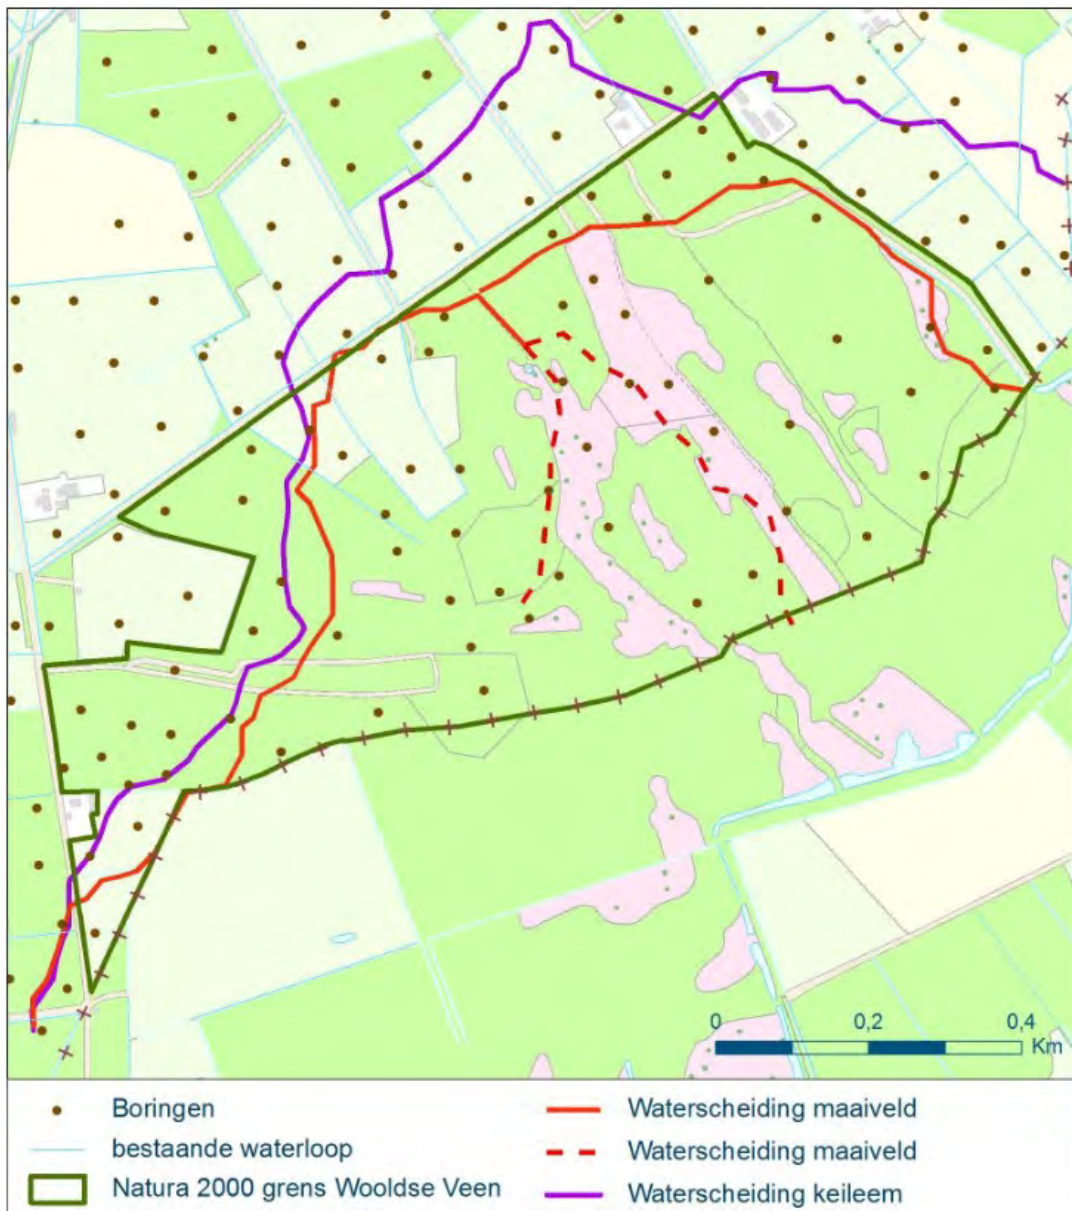 0 0,2 0,4
Km
Boringen
bestaande waterloop
Natura 2000 grens Wooldse Veen
Waterscheiding maaiveld
Waterscheiding maaiveld
Waterscheiding keileem